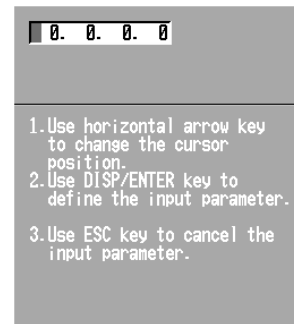 0. 0. 0. 0
1.Use horizontal arrow key
to change the cursor
position.
2.Use DISP/ENTER key to
define the input parameter.
3.Use ESC key to cancel the
input parameter.